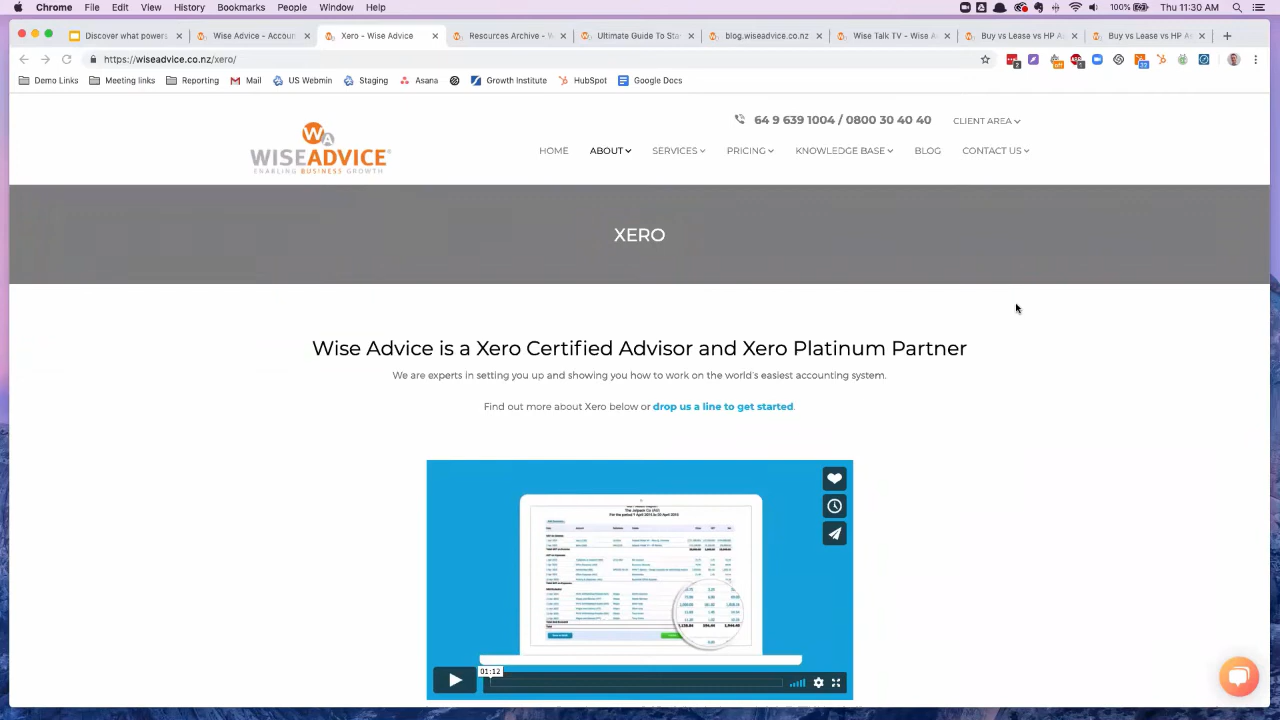 Chrome File Edit View History Bookmarks People Window Help 100% Thu 11:30 AM
Discover what powers Wise Advice - Accoun Xero - Wise Advice Resources Archive - W Ultimate Guide To Sta blog.wiseadvice.co.nz Wise Talk TV - Wise A Buy vs Lease vs HP As Buy vs Lease vs HP As
https://wiseadvice.co.nz/xero/
Demo Links Meeting links Reporting Mail US Webmin Staging Asana Growth Institute HubSpot Google Docs
64 9 639 1004 / 0800 30 40 40 CLIENT AREA
WA
WISEADVICE
ENABLING BUSINESS GROWTH
HOME ABOUT SERVICES PRICING KNOWLEDGE BASE BLOG CONTACT US
XERO
Wise Advice is a Xero Certified Advisor and Xero Platinum Partner
We are experts in setting you up and showing you how to work on the world's easiest accounting system.
Find out more about Xero below or drop us a line to get started.
01:12